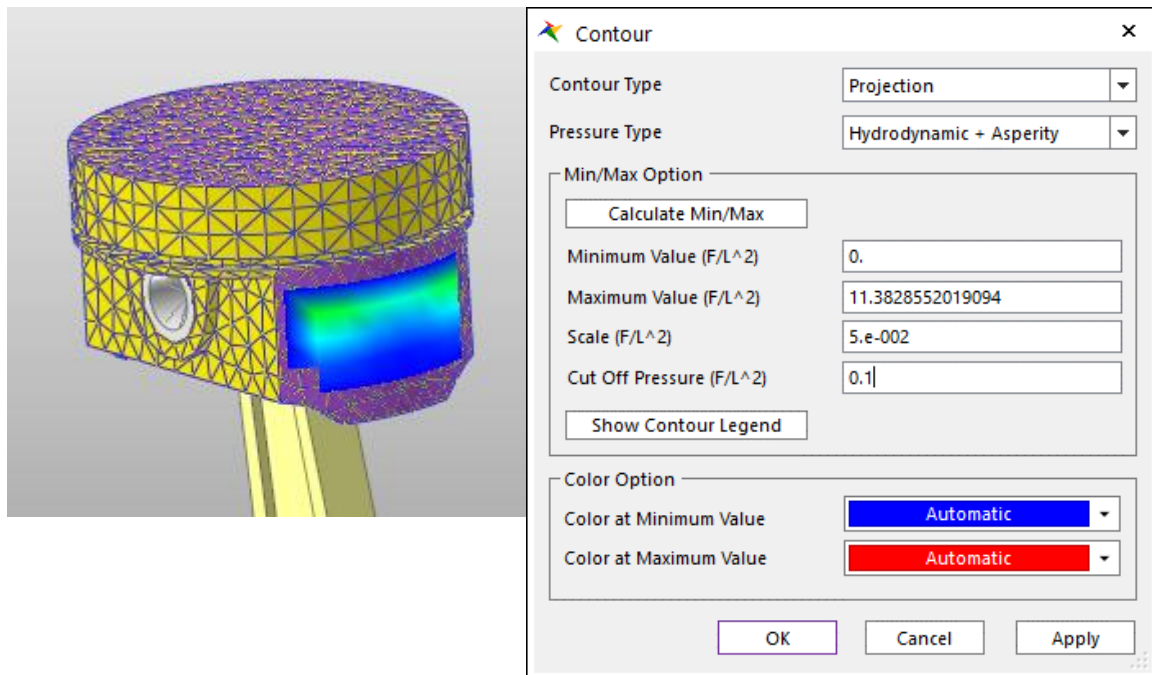 Contour
Contour Type
Projection
Pressure Type
Hydrodynamic + Asperity
Min/Max Option
Calculate Min/Max
Minimum Value (F/L^2)
0.
Maximum Value (F/L^2)
11.3828552019094
Scale (F/L^2)
5.e-002
Cut Off Pressure (F/L^2)
0.1
Show Contour Legend
Color Option
Color at Minimum Value
Automatic
Color at Maximum Value
Automatic
OK
Cancel
Apply